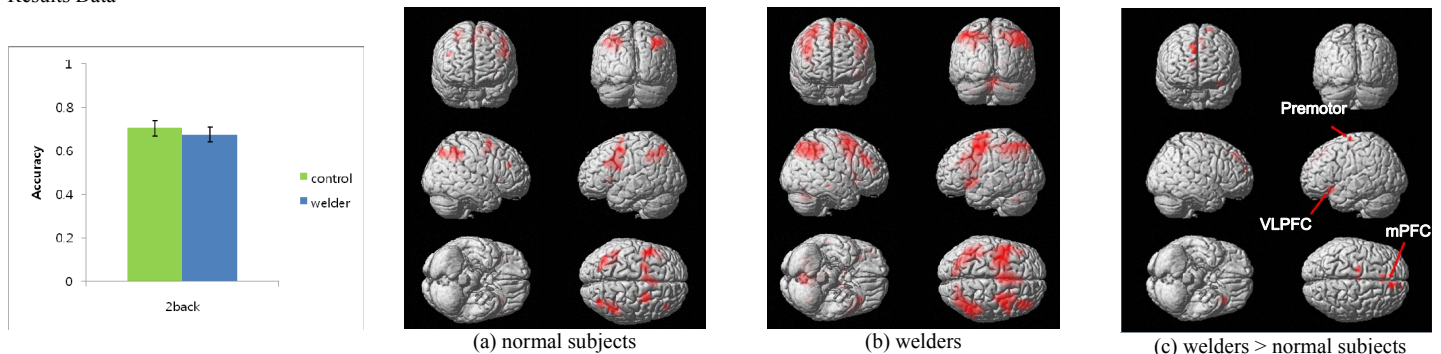 Results Data
1
0.8
0.6
0.4
0.2
0
Accuracy
2back
control
welder
(a) normal subjects
(b) welders
Premotor
VLPFC
mPFC
(c) welders > normal subjects